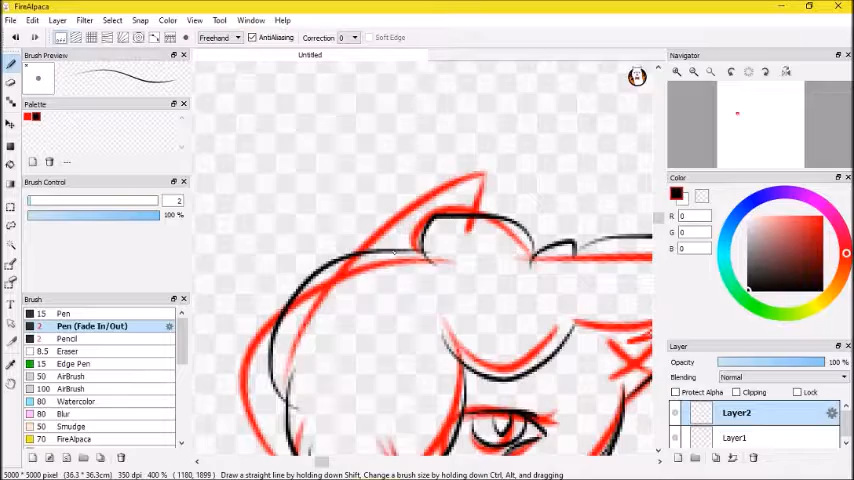 FireAlpaca
File Edit Layer Filter Select Snap Color View Tool Window Help
Freehand AntiAliasing Correction 0 Soft Edge
Brush Preview
Untitled
Navigator
Palette
Color
R 0
G 0
B 0
Brush Control
2
100 %
Brush
15 Pen
2 Pen (Fade In/Out)
2 Pencil
8.5 Eraser
15 Edge Pen
50 AirBrush
100 AirBrush
80 Watercolor
80 Blur
50 Smudge
70 FireAlpaca
Layer
Opacity 100 %
Blending Normal
Protect Alpha Clipping Lock
Layer2
Layer1
5000 * 5000 pixel (36.3 * 36.3cm) 350 dpi 400 % (1180, 1899) Draw a straight line by holding down Shift, Change a brush size by holding down Ctrl, Alt, and dragging